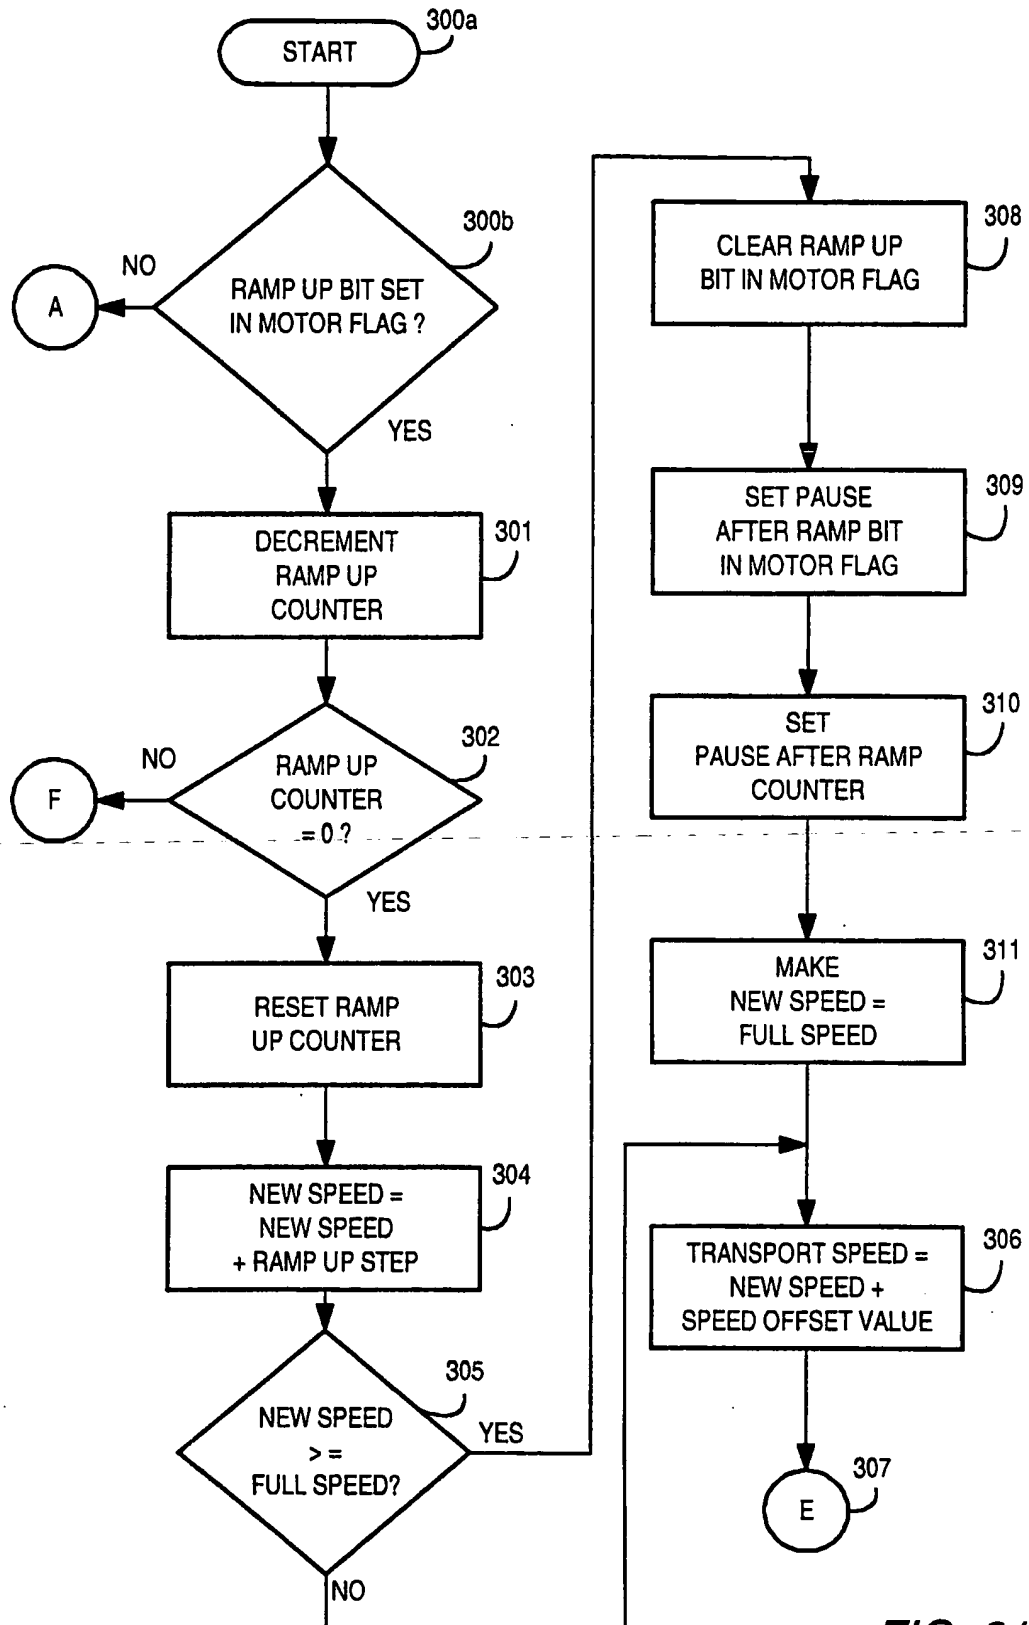 START
300a
RAMP UP BIT SET
IN MOTOR FLAG ?
300b
NO
A
YES
DECREMENT
RAMP UP
COUNTER
301
RAMP UP
COUNTER
= 0 ?
302
NO
F
YES
RESET RAMP
UP COUNTER
303
NEW SPEED =
NEW SPEED
+ RAMP UP STEP
304
NEW SPEED
> =
FULL SPEED?
305
YES
NO
CLEAR RAMP UP
BIT IN MOTOR FLAG
308
SET PAUSE
AFTER RAMP BIT
IN MOTOR FLAG
309
SET
PAUSE AFTER RAMP
COUNTER
310
MAKE
NEW SPEED =
FULL SPEED
311
TRANSPORT SPEED =
NEW SPEED +
SPEED OFFSET VALUE
306
E
307